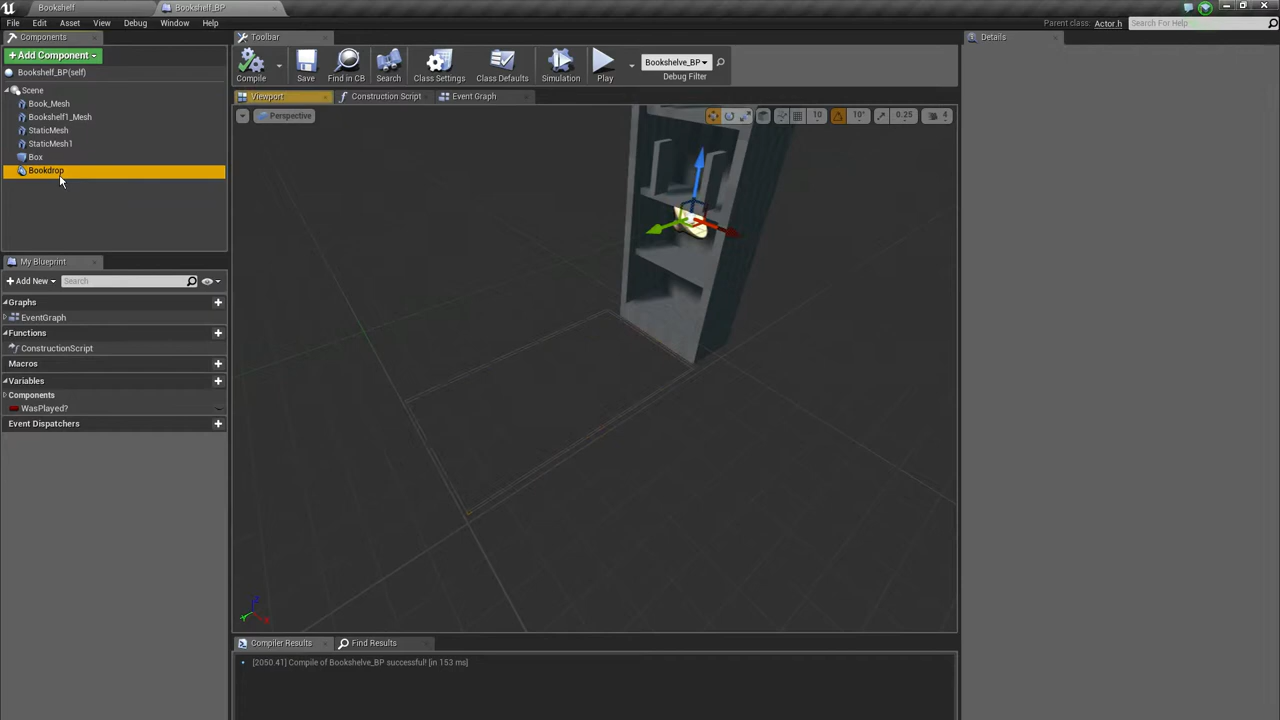 Bookshelf
Bookshelf_BP
File Edit Asset View Debug Window Help
Parent class: Actor.h
Search For Help
Components
Toolbar
Details
+Add Component
Bookshelf_BP(self)
Scene
Book_Mesh
Bookshelf1_Mesh
StaticMesh
StaticMesh1
Box
Bookdrop
Compile
Save
Find in CB
Search
Class Settings
Class Defaults
Simulation
Play
Bookshelve_BP
Debug Filter
Viewport
Construction Script
Event Graph
Perspective
10
10°
0.25
4
My Blueprint
+Add New
Search
Graphs
EventGraph
Functions
ConstructionScript
Macros
Variables
Components
WasPlayed?
Event Dispatchers
Compiler Results
Find Results
[2050.41] Compile of Bookshelve_BP successful! [in 153 ms]